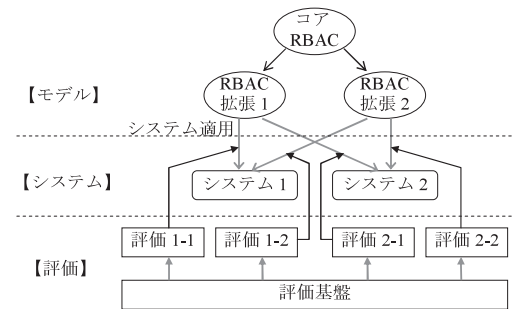 コア
RBAC
【モデル】
RBAC
拡張 1
RBAC
拡張 2
システム適用
【システム】
システム 1
システム 2
評価 1-1
評価 1-2
評価 2-1
評価 2-2
【評価】
評価基盤